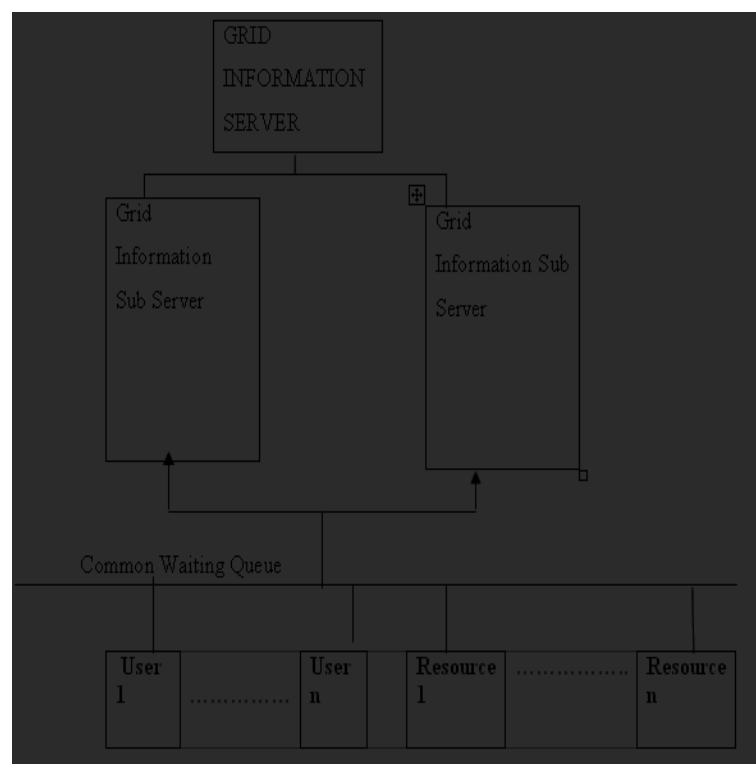 GRID
INFORMATION
SERVER
Grid
Information
Sub Server
Grid
Information Sub
Server
Common Waiting Queue
User
1
……………
User
n
Resource
1
……………..
Resource
n